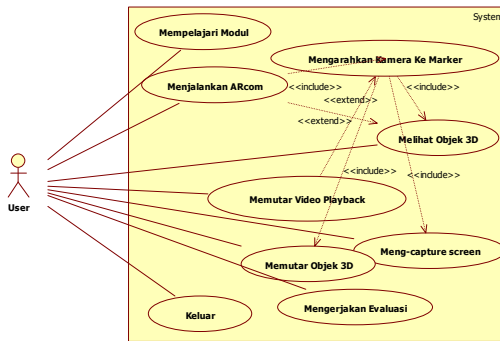 System
Mempelajari Modul
Mengarahkan Kamera Ke Marker
Menjalankan ARcom
<<include>>
<<include>>
<<extend>>
<<extend>>
Melihat Objek 3D
User
<<include>>
<<include>>
Memutar Video Playback
Meng-capture screen
Memutar Objek 3D
Keluar
Mengerjakan Evaluasi